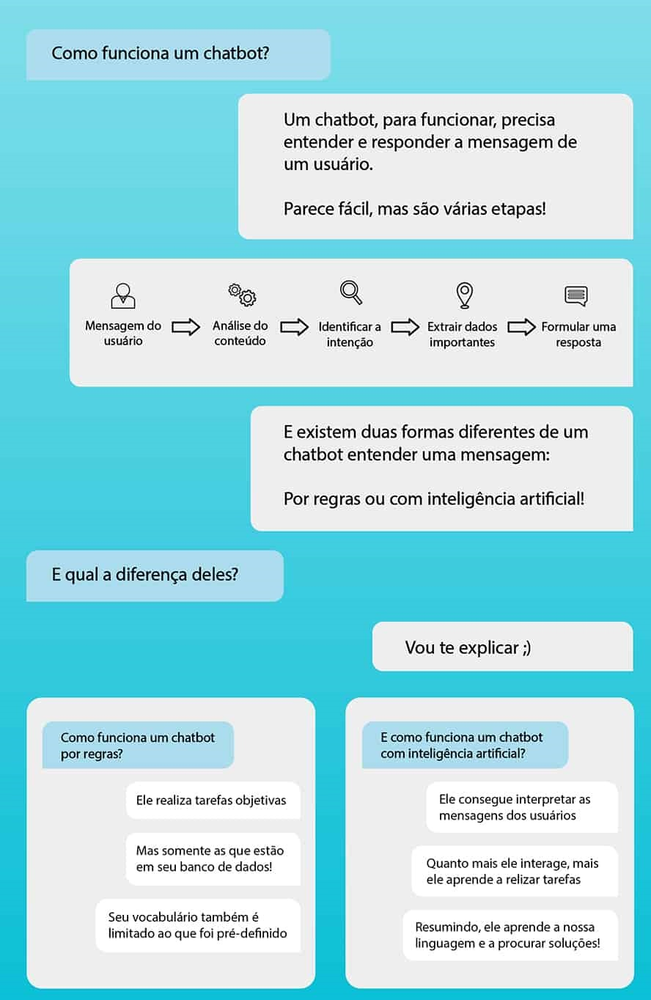 Como funciona um chatbot?
Um chatbot, para funcionar, precisa
entender e responder a mensagem de
um usuário.
Parece fácil, mas são várias etapas!
Mensagem do
usuário
Análise do
conteúdo
Identificar a
intenção
Extrair dados
importantes
Formular uma
resposta
E existem duas formas diferentes de um
chatbot entender uma mensagem:
Por regras ou com inteligência artificial!
E qual a diferença deles?
Vou te explicar ;)
Como funciona um chatbot
por regras?
Ele realiza tarefas objetivas
Mas somente as que estão
em seu banco de dados!
Seu vocabulário também é
limitado ao que foi pré-definido
E como funciona um chatbot
com inteligência artificial?
Ele consegue interpretar as
mensagens dos usuários
Quanto mais ele interage, mais
ele aprende a relizar tarefas
Resumindo, ele aprende a nossa
linguagem e a procurar soluções!